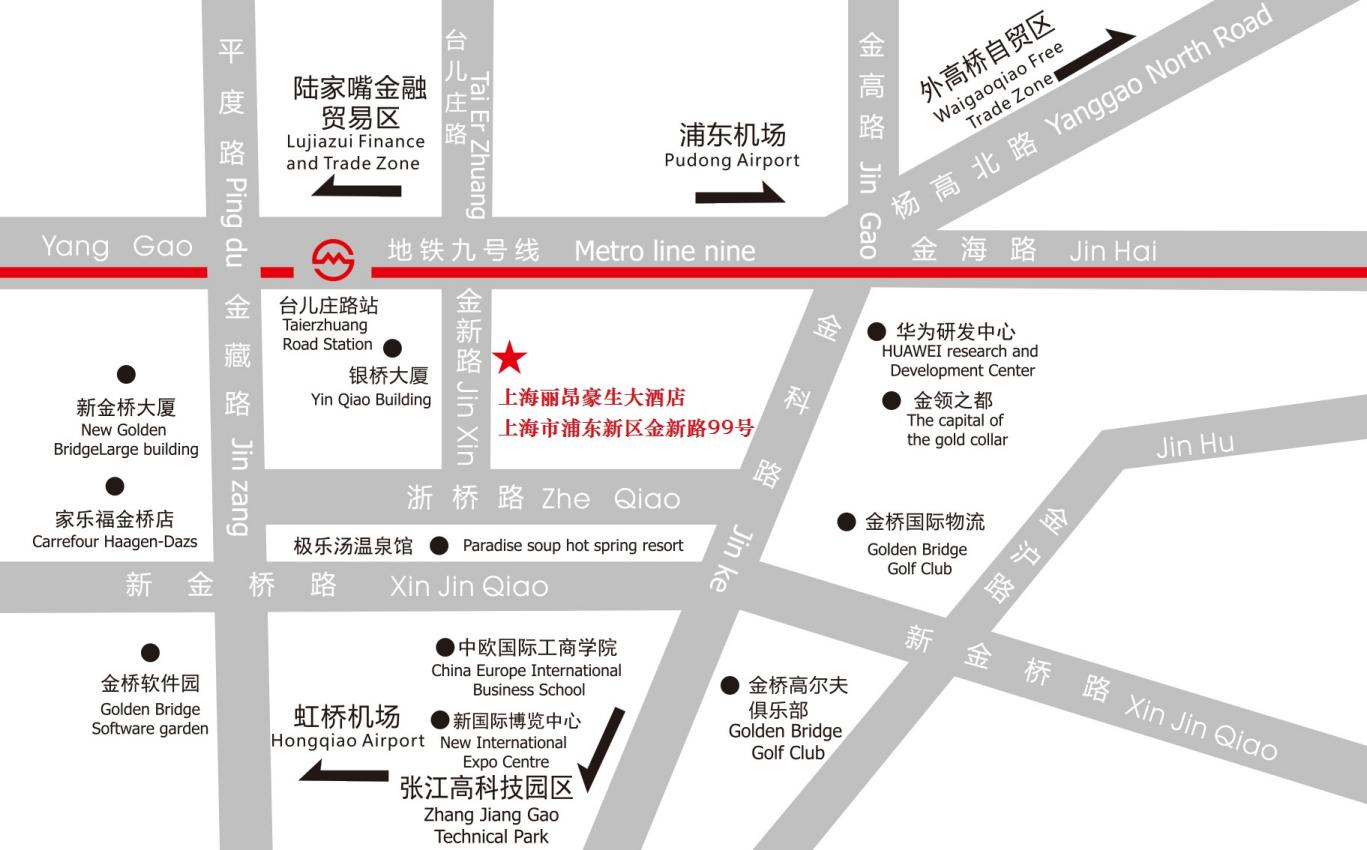 平度路 Ping du
陆家嘴金融
贸易区
Lujiazui Finance
and Trade Zone
台儿庄路
Tai Er Zhuang
浦东机场
Pudong Airport
金高路 Jin Gao
外高桥自贸区
Waigaoqiao Free
Trade Zone
杨高北路 Yanggao North Road
Yang Gao
地铁九号线 Metro line nine
金海路 Jin Hai
台儿庄路站
Taierzhuang
Road Station
银桥大厦
Yin Qiao Building
金新路 Jin Xin
上海丽昂豪生大酒店
上海市浦东新区金新路99号
金科路 Jin ke
华为研发中心
HUAWEI research and
Development Center
金领之都
The capital of
the gold collar
金藏路 Jin zang
新金桥大厦
New Golden
BridgeLarge building
家乐福金桥店
Carrefour Haagen-Dazs
浙桥路 Zhe Qiao
极乐汤温泉馆
Paradise soup hot spring resort
金桥国际物流
Golden Bridge
Golf Club
Jin Hu
金沪路
新金桥路 Xin Jin Qiao
新金桥路 Xin Jin Qiao
金桥软件园
Golden Bridge
Software garden
中欧国际工商学院
China Europe International
Business School
虹桥机场
Hongqiao Airport
新国际博览中心
New International
Expo Centre
张江高科技园区
Zhang Jiang Gao
Technical Park
金桥高尔夫
俱乐部
Golden Bridge
Golf Club